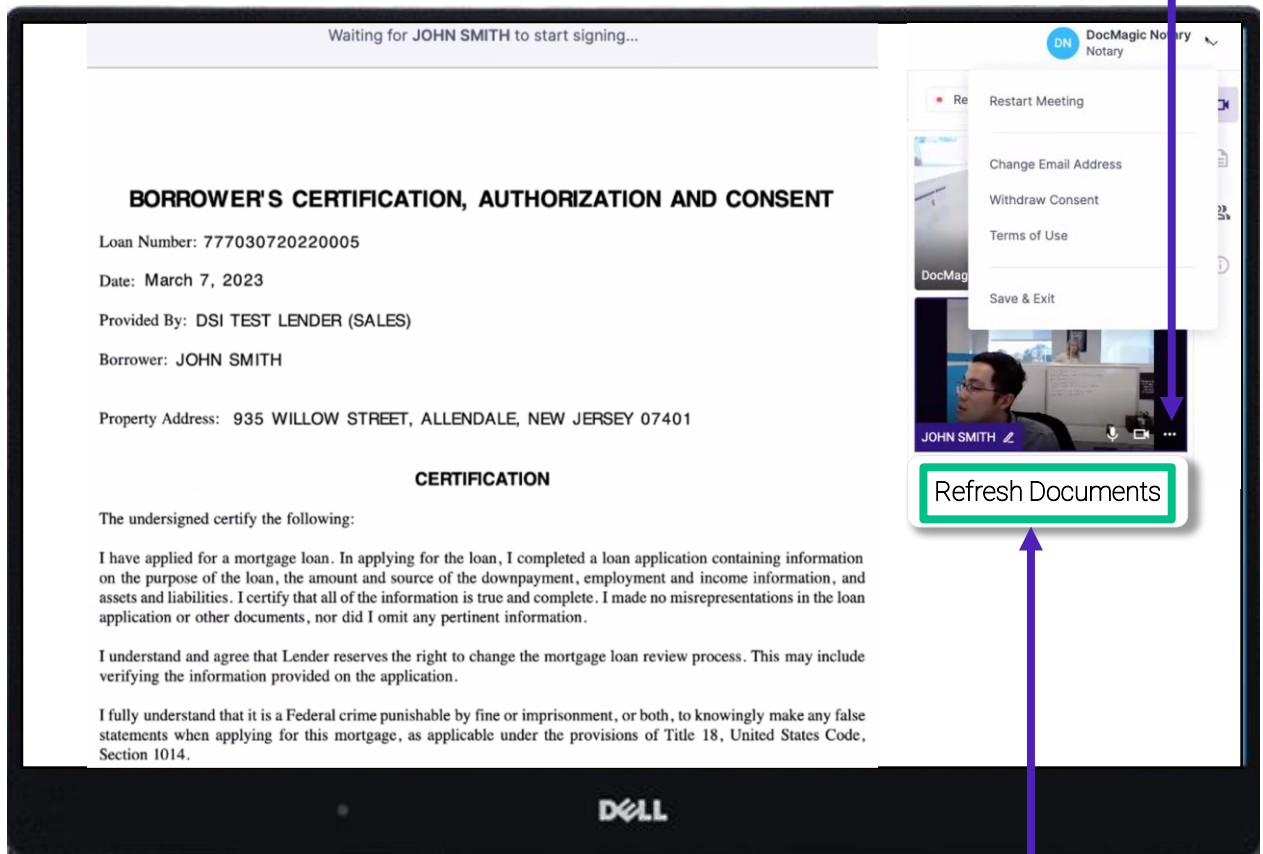 Waiting for JOHN SMITH to start signing...
BORROWER'S CERTIFICATION, AUTHORIZATION AND CONSENT
Loan Number: 777030720220005
Date: March 7, 2023
Provided By: DSI TEST LENDER (SALES)
Borrower: JOHN SMITH
Property Address: 935 WILLOW STREET, ALLENDALE, NEW JERSEY 07401
CERTIFICATION
The undersigned certify the following:
I have applied for a mortgage loan. In applying for the loan, I completed a loan application containing information
on the purpose of the loan, the amount and source of the downpayment, employment and income information, and
assets and liabilities. I certify that all of the information is true and complete. I made no misrepresentations in the loan
application or other documents, nor did I omit any pertinent information.
I understand and agree that Lender reserves the right to change the mortgage loan review process. This may include
verifying the information provided on the application.
I fully understand that it is a Federal crime punishable by fine or imprisonment, or both, to knowingly make any false
statements when applying for this mortgage, as applicable under the provisions of Title 18, United States Code,
Section 1014.
DN
DocMagic Notary
Notary
Re
Restart Meeting
Change Email Address
Withdraw Consent
Terms of Use
Save & Exit
DocMag
JOHN SMITH
Refresh Documents
DELL